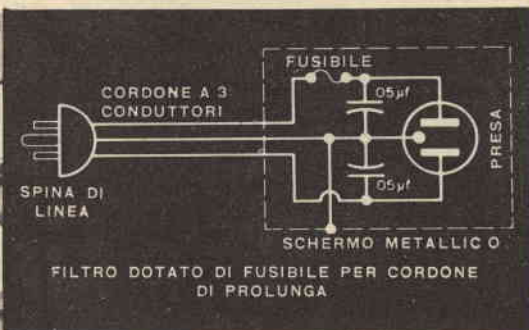 FUSIBILE
CORDONE A 3
CONDUTTORI
05µf
PRESA
05µf
SPINA DI
LINEA
SCHERMO METALLICO
FILTRO DOTATO DI FUSIBILE PER CORDONE
DI PROLUNGA